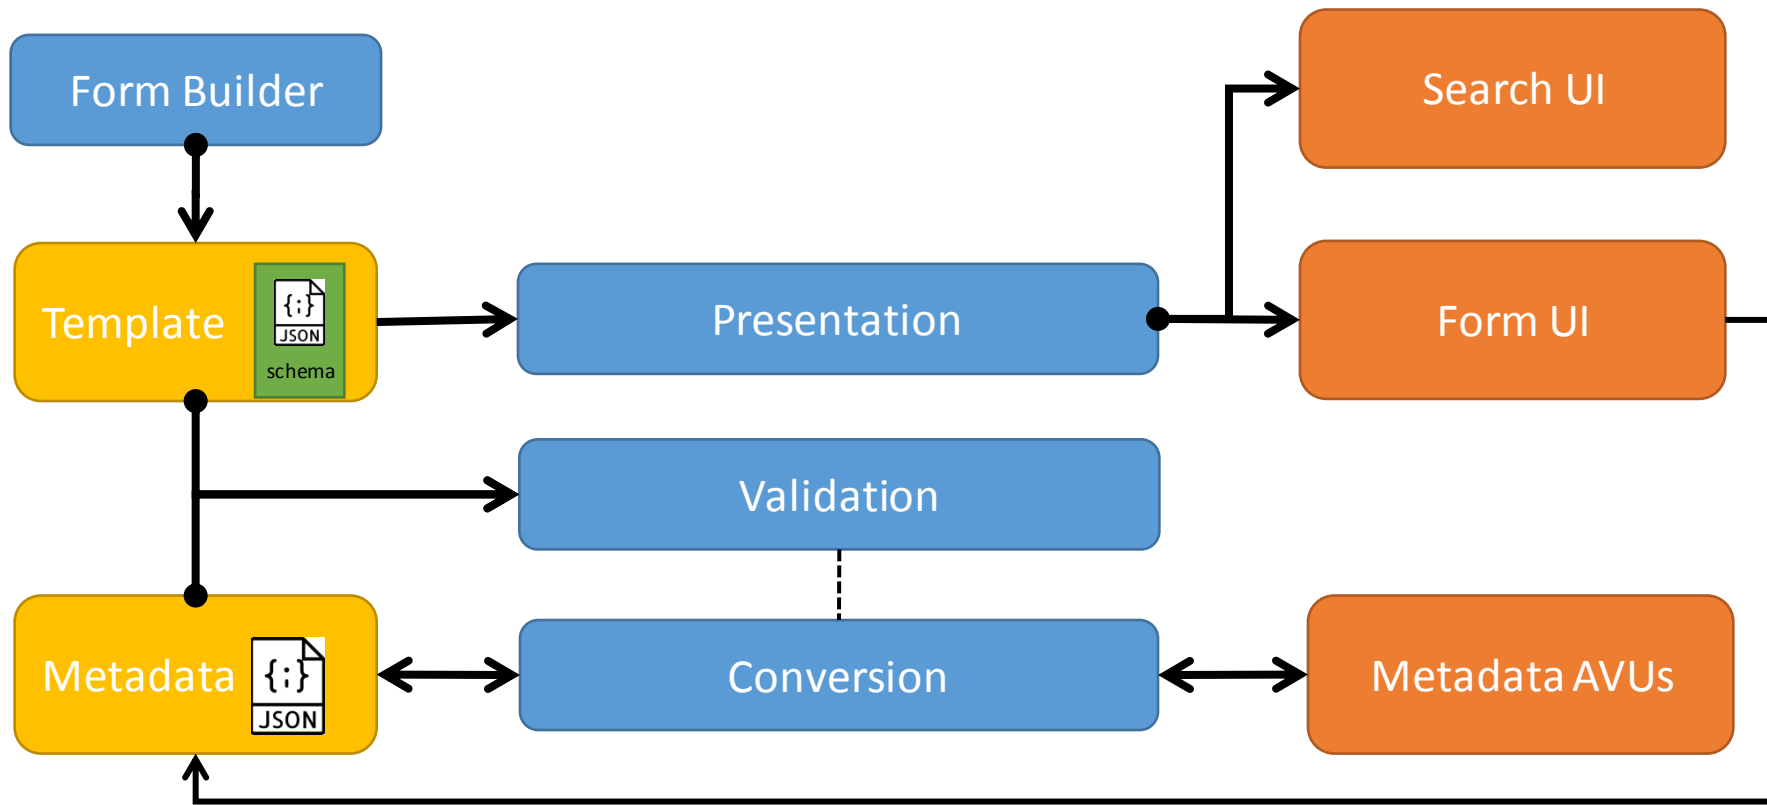 Form Builder
Search UI
Template
{;}
JSON
schema
Presentation
Form UI
Validation
Metadata
{;}
JSON
Conversion
Metadata AVUs